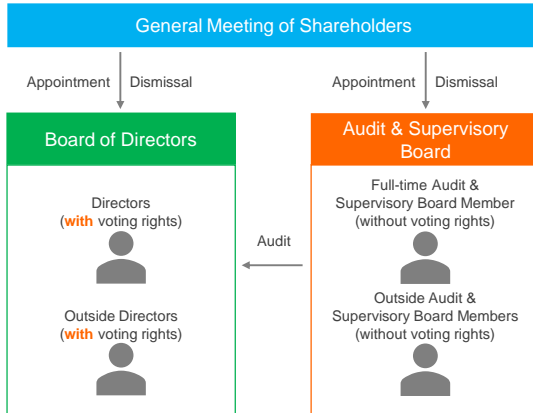 General Meeting of Shareholders
Appointment Dismissal
Appointment Dismissal
Board of Directors
Directors
(with voting rights)
Outside Directors
(with voting rights)
Audit
Audit & Supervisory
Board
Full-time Audit &
Supervisory Board Member
(without voting rights)
Outside Audit &
Supervisory Board Members
(without voting rights)